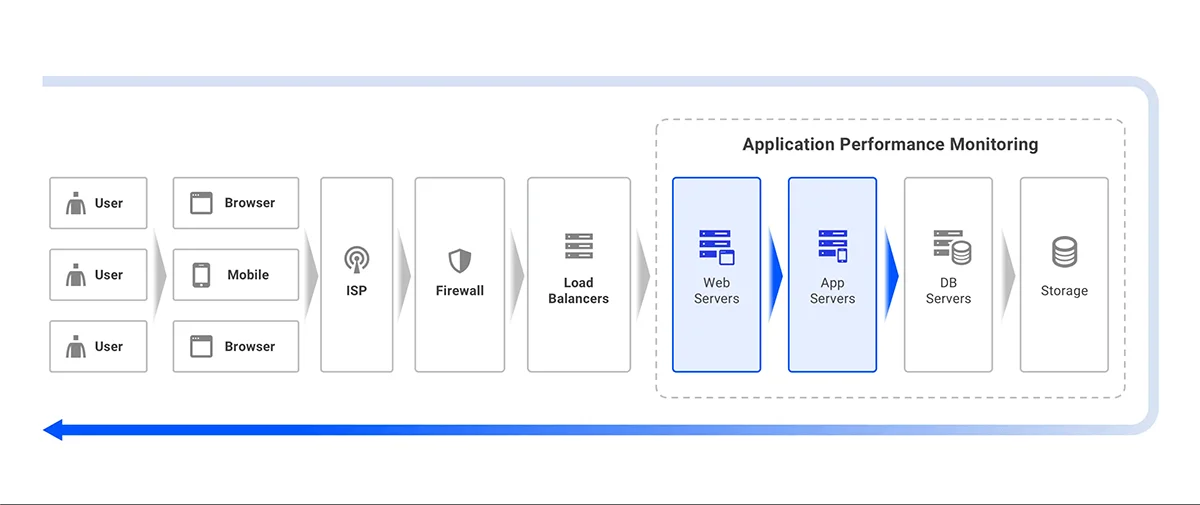 Application Performance Monitoring
User
Browser
User
Mobile
User
Browser
ISP
Firewall
Load
Balancers
Web
Servers
App
Servers
DB
Servers
Storage